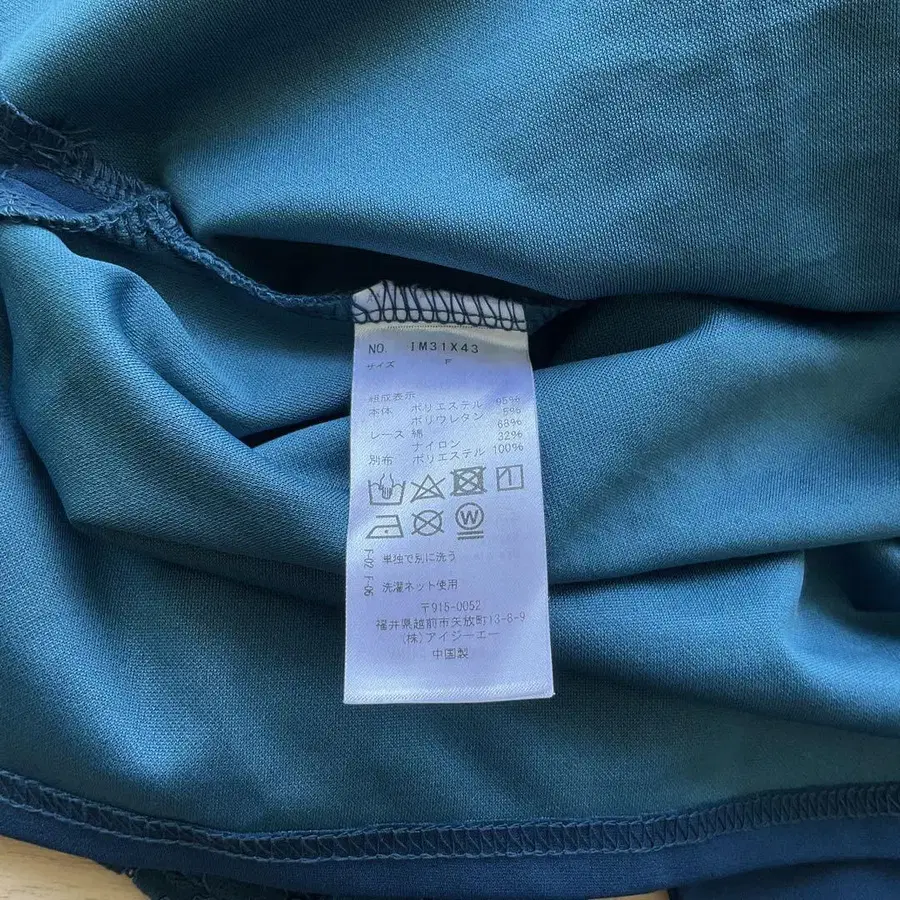 NO. IM31X43
サイズ F
組成表示
本体 ポリエステル 95%
ポリウレタン 5%
レース 綿 68%
ナイロン 32%
別布 ポリエステル 100%
W
F-02 単独で別に洗う
F-06 洗濯ネット使用
〒915-0052
福井県越前市矢放町13-8-9
(株)アイジーエー
中国製